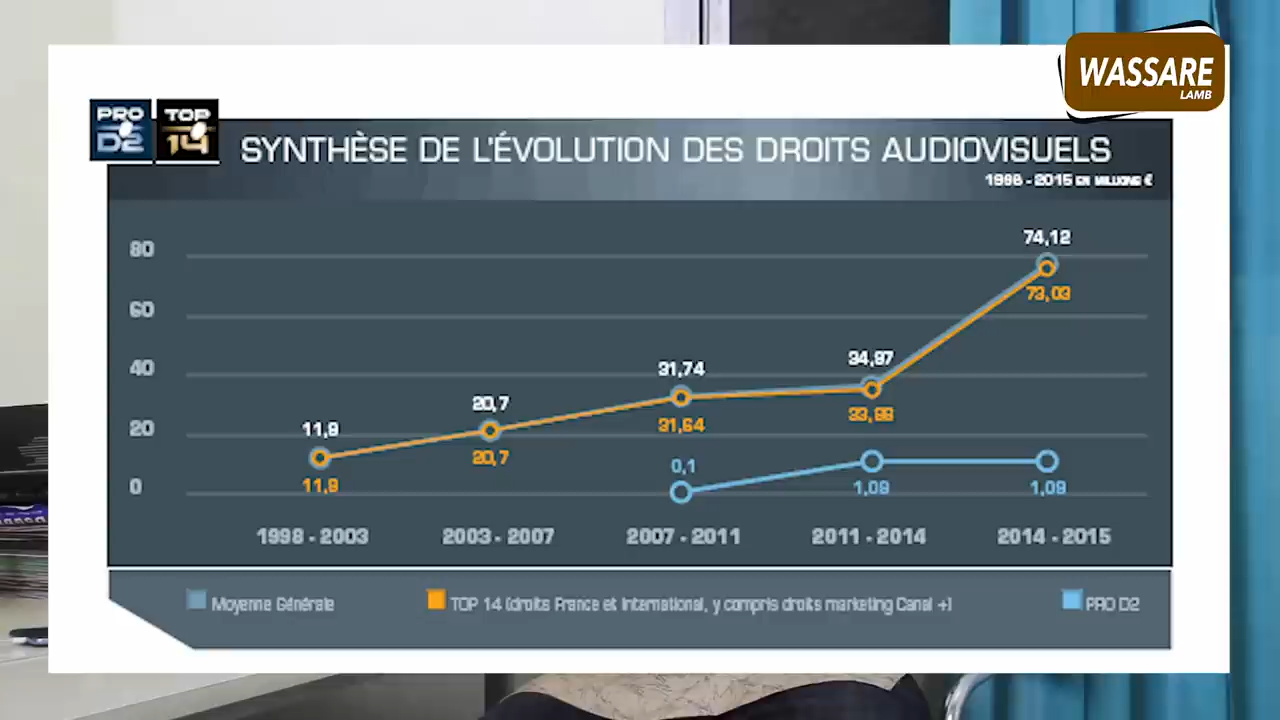 WASSARE
LAMB
PRO
D2
TOP
14
SYNTHÈSE DE L'ÉVOLUTION DES DROITS AUDIOVISUELS
1998 - 2015 EN MILLIONS €
80
60
40
20
0
74,12
73,03
34,97
33,88
31,74
31,64
20,7
20,7
11,9
11,9
0,1
1,09
1,09
1998 - 2003
2003 - 2007
2007 - 2011
2011 - 2014
2014 - 2015
Moyenne Générale
TOP 14 (droits France et International, y compris droits marketing Canal +)
PRO D2